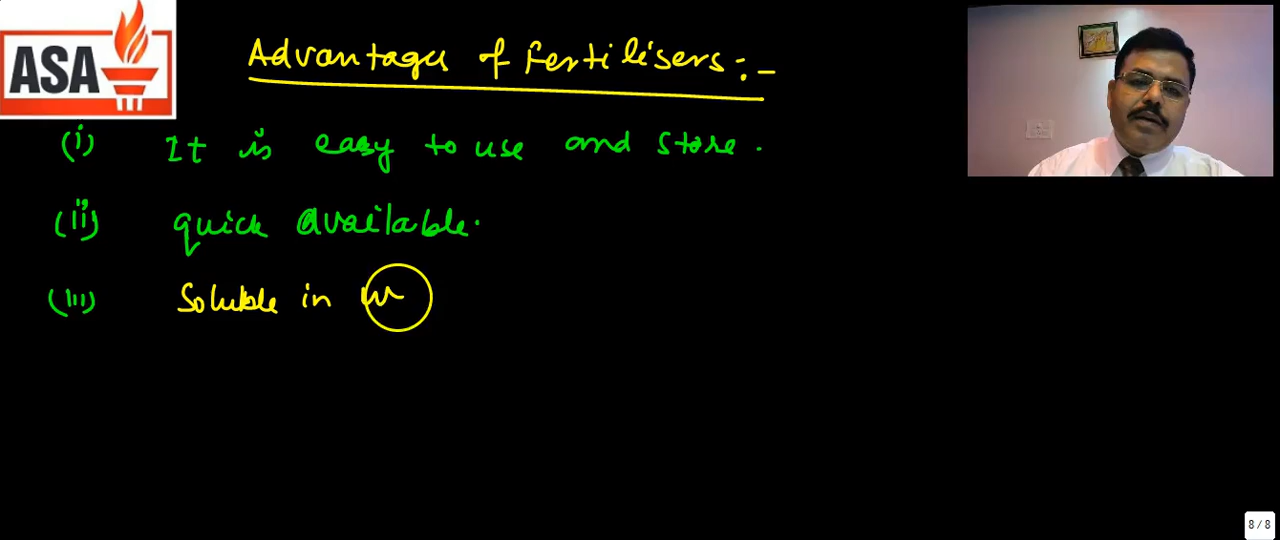 ASA
Advantages of Fertilisers:-
(i) It is easy to use and store.
(ii) quick available.
(iii) Soluble in w
8/8